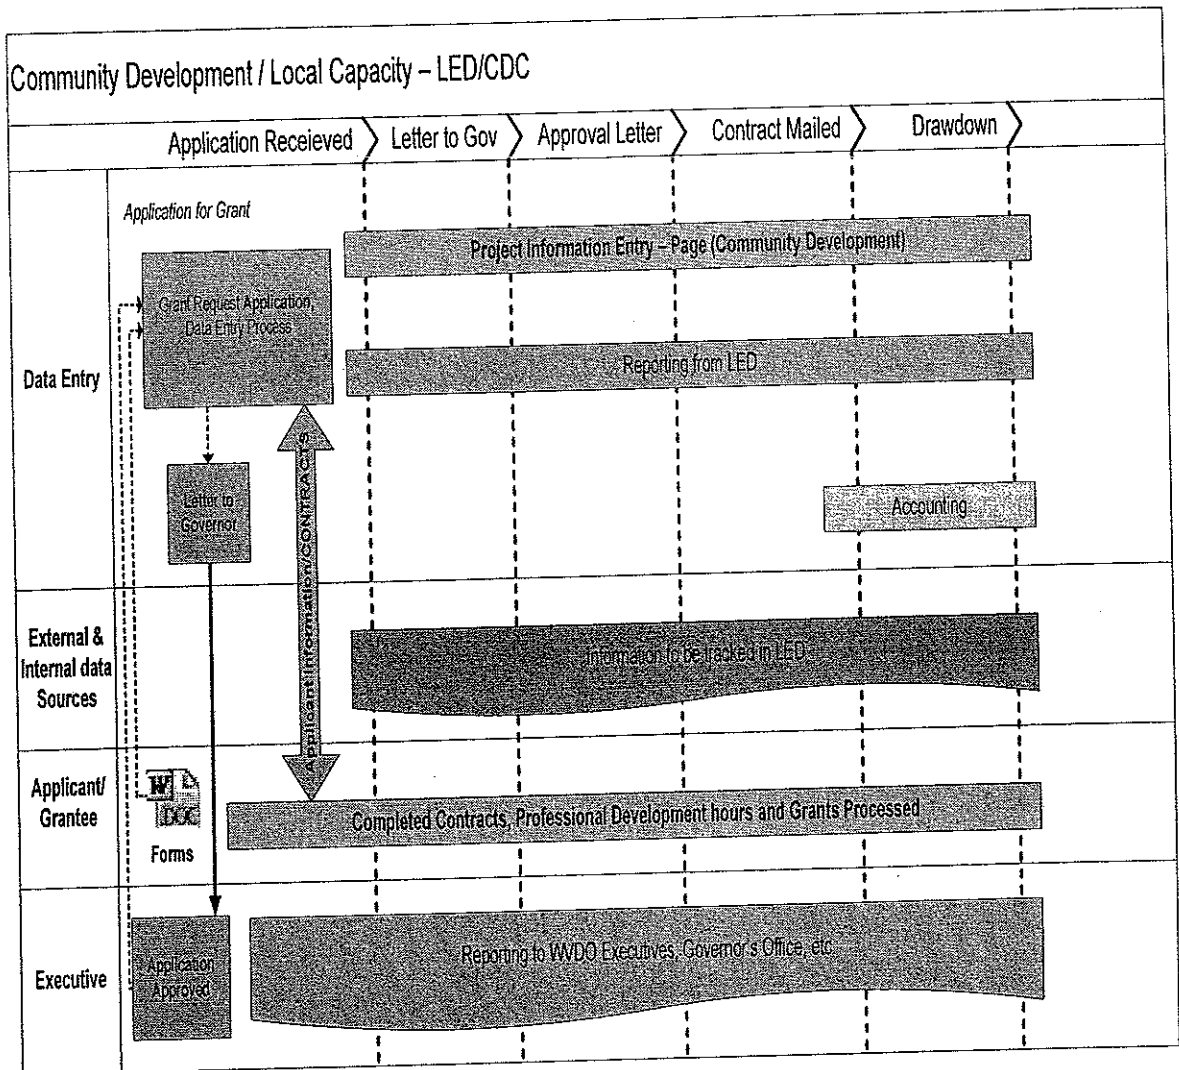 Community Development / Local Capacity – LED/CDC
Application Receieved
Letter to Gov
Approval Letter
Contract Mailed
Drawdown
Data Entry
Application for Grant
Grant Request Application,
Data Entry Process
Project Information Entry – Page (Community Development)
Reporting from LED
Letter to
Governor
Applicant Information/CONTRACTS
Accounting
External &
Internal data
Sources
Information to be tracked in LED
Applicant/
Grantee
W
DOC
Forms
Completed Contracts, Professional Development hours and Grants Processed
Executive
Application
Approved
Reporting to WVDO Executives, Governor's Office, etc